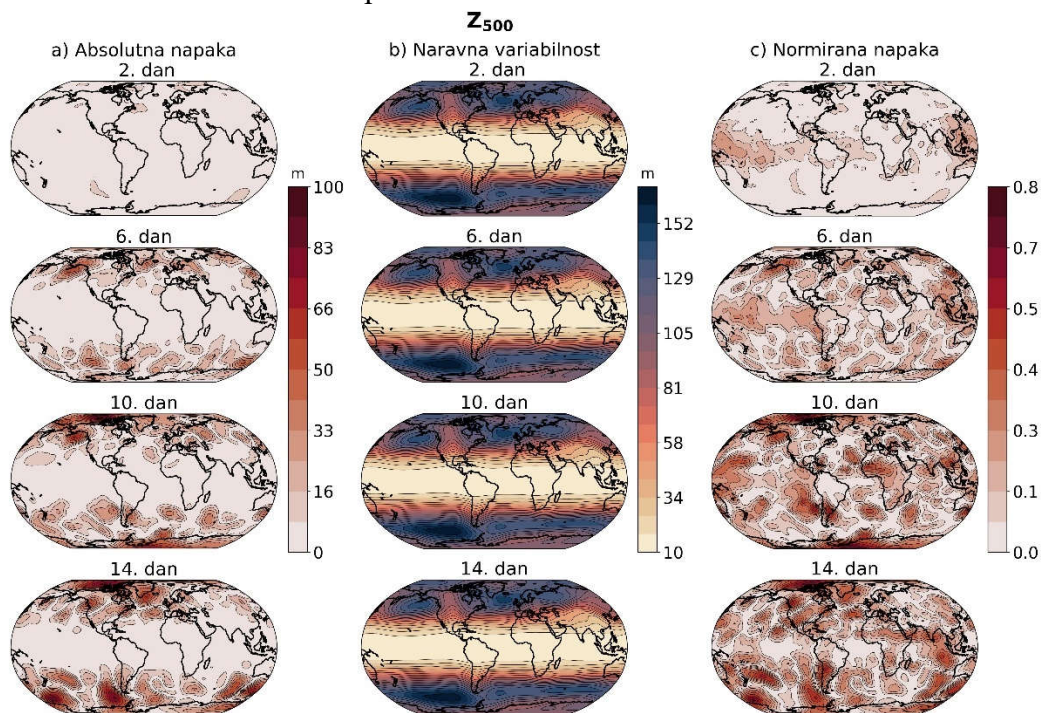 Z500
a) Absolutna napaka
2. dan
b) Naravna variabilnost
2. dan
c) Normirana napaka
2. dan
m
100
83
66
50
33
16
0
m
152
129
105
81
58
34
10
0.8
0.7
0.5
0.4
0.3
0.1
0.0
6. dan
6. dan
6. dan
10. dan
10. dan
10. dan
14. dan
14. dan
14. dan